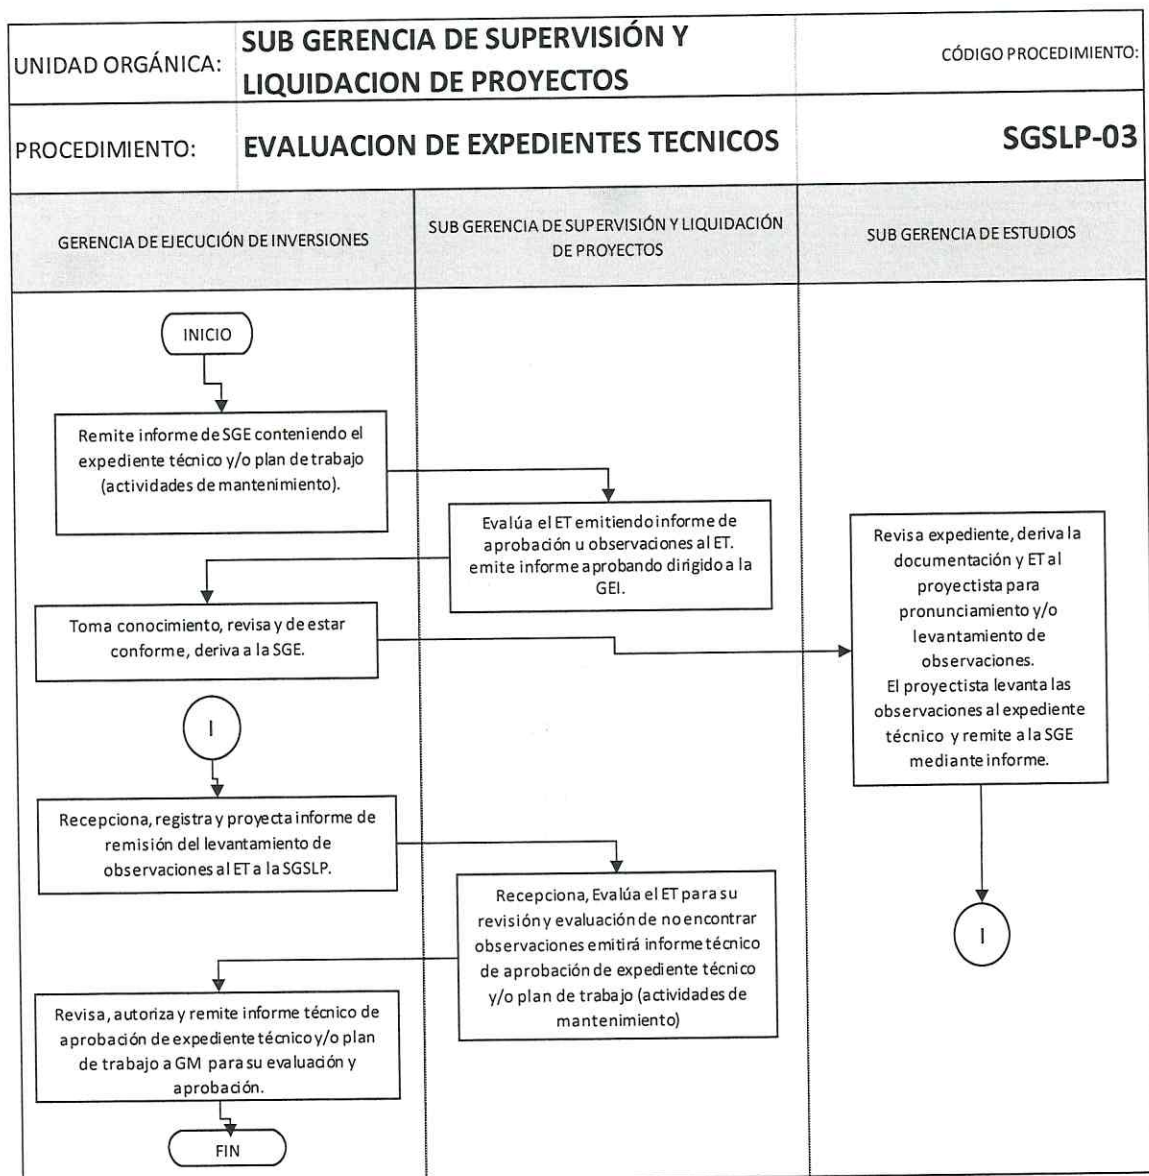 UNIDAD ORGÁNICA:
SUB GERENCIA DE SUPERVISIÓN Y
LIQUIDACION DE PROYECTOS
CÓDIGO PROCEDIMIENTO:
PROCEDIMIENTO:
EVALUACION DE EXPEDIENTES TECNICOS
SGSLP-03
GERENCIA DE EJECUCIÓN DE INVERSIONES
SUB GERENCIA DE SUPERVISIÓN Y LIQUIDACIÓN
DE PROYECTOS
SUB GERENCIA DE ESTUDIOS
INICIO
Remite informe de SGE conteniendo el
expediente técnico y/o plan de trabajo
(actividades de mantenimiento).
Evalúa el ET emitiendo informe de
aprobación u observaciones al ET.
emite informe aprobando dirigido a la
GEI.
Toma conocimiento, revisa y de estar
conforme, deriva a la SGE.
Revisa expediente, deriva la
documentación y ET al
proyectista para
pronunciamiento y/o
levantamiento de
observaciones.
El proyectista levanta las
observaciones al expediente
técnico y remite a la SGE
mediante informe.
I
Recepciona, registra y proyecta informe de
remisión del levantamiento de
observaciones al ET a la SGSLP.
Recepciona, Evalúa el ET para su
revisión y evaluación de no encontrar
observaciones emitirá informe técnico
de aprobación de expediente técnico
y/o plan de trabajo (actividades de
mantenimiento)
I
Revisa, autoriza y remite informe técnico de
aprobación de expediente técnico y/o plan
de trabajo a GM para su evaluación y
aprobación.
FIN